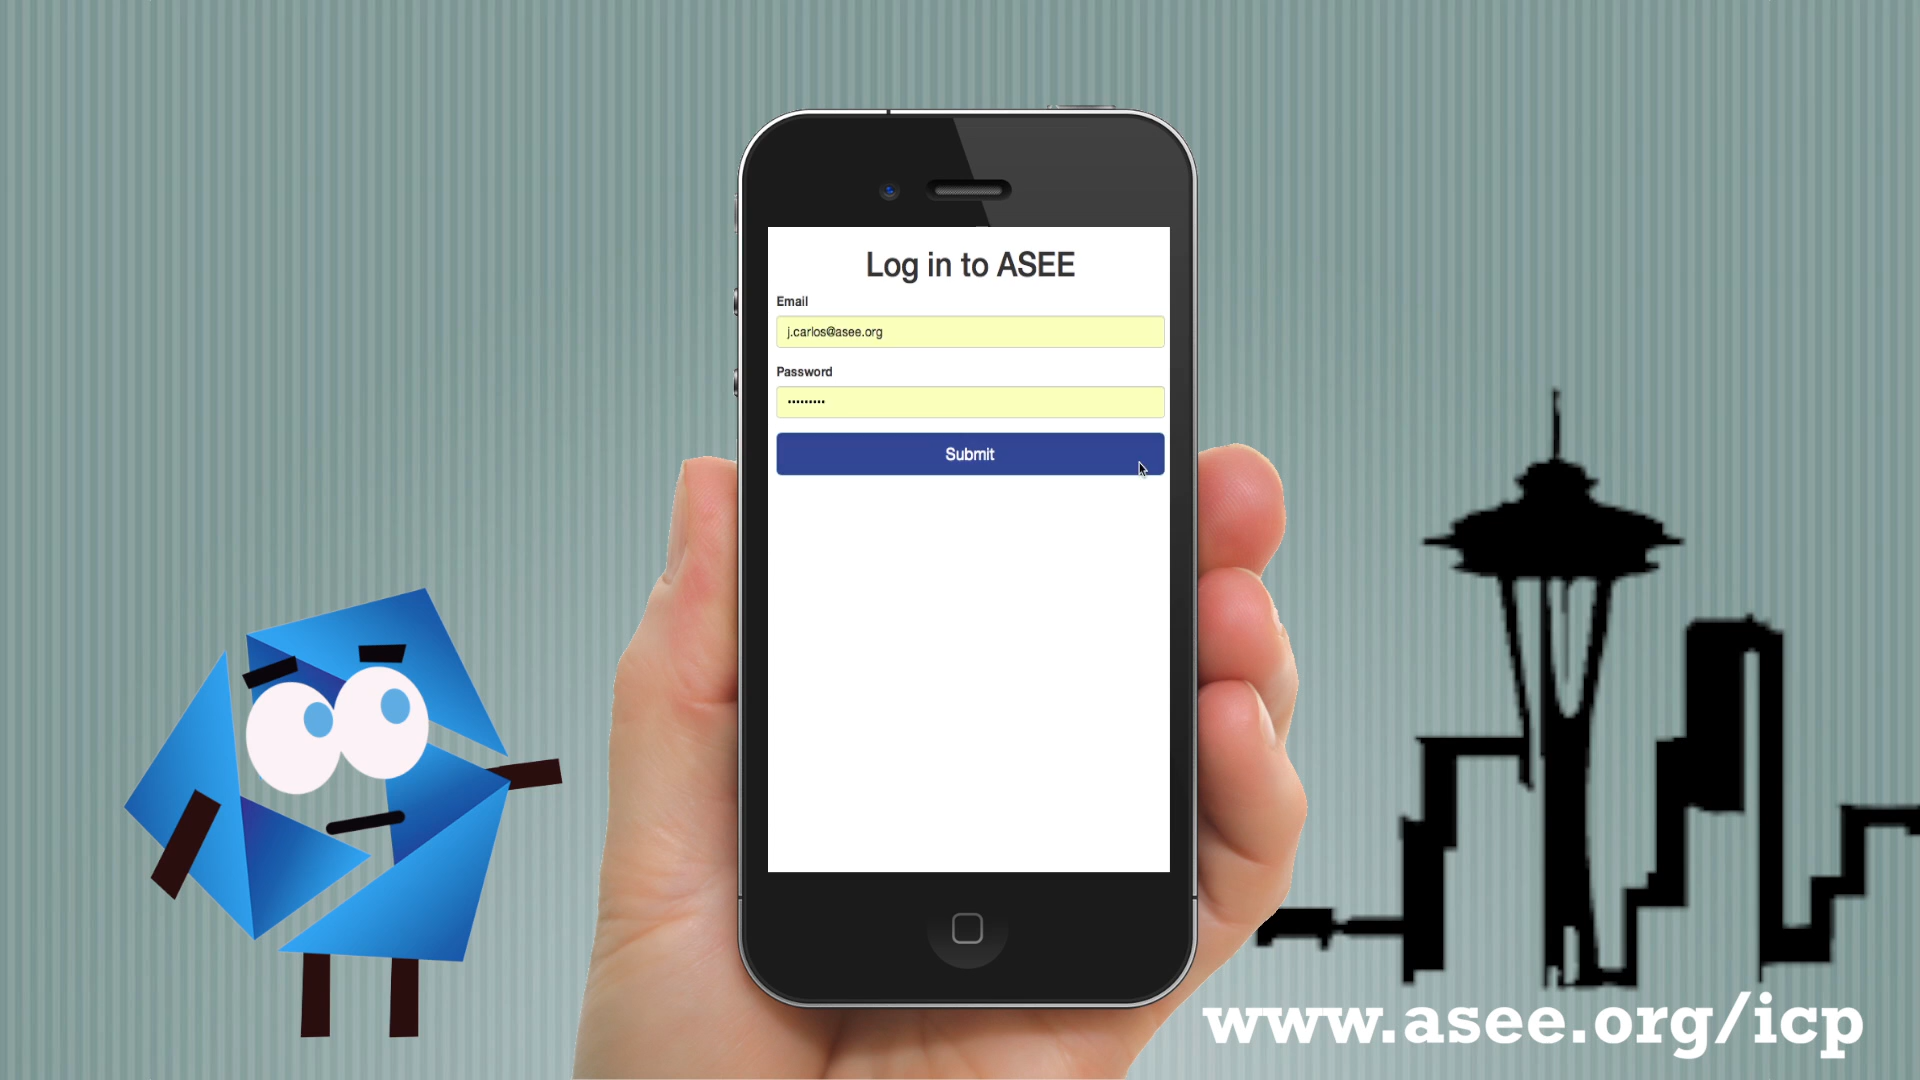 Log in to ASEE
Email
j.carlos@asee.org
Password
•••••••••
Submit
www.asee.org/icp